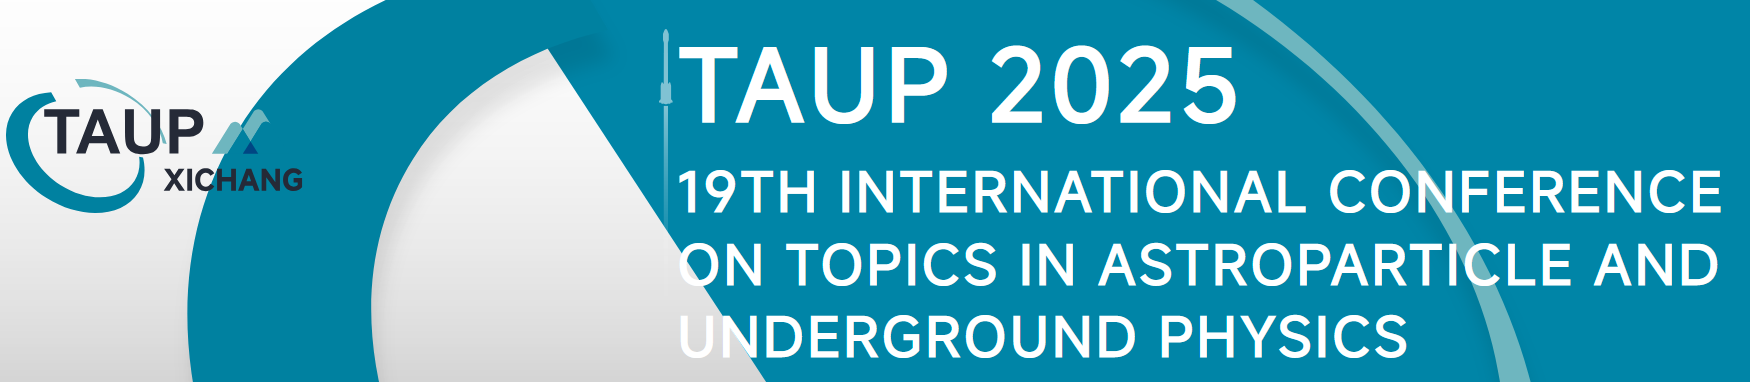 TAUP
XICHANG
TAUP 2025
19TH INTERNATIONAL CONFERENCE
ON TOPICS IN ASTROPARTICLE AND
UNDERGROUND PHYSICS